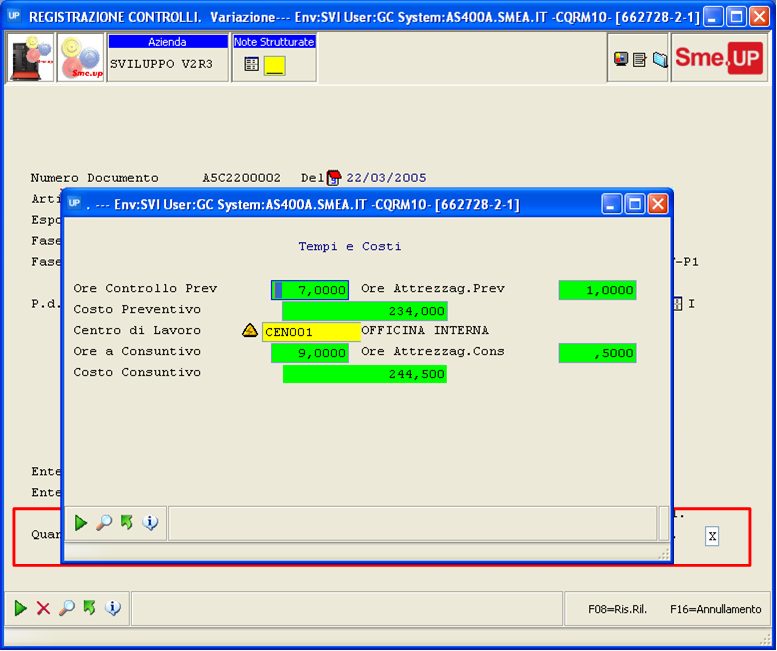 UP REGISTRAZIONE CONTROLLI. Variazione--- Env:SVI User:GC System:AS400A.SMEA.IT -CQRM10- [662728-2-1]
Sme.up
Azienda
SVILUPPO V2R3
Note Strutturate
Sme.UP
Numero Documento A5C2200002 Del 22/03/2005
Arti
Espo
Fase
Fase -P1
P.d. I
UP . --- Env:SVI User:GC System:AS400A.SMEA.IT -CQRM10- [662728-2-1]
Tempi e Costi
Ore Controllo Prev 7,0000 Ore Attrezzag.Prev 1,0000
Costo Preventivo 234,000
Centro di Lavoro CEN001 OFFICINA INTERNA
Ore a Consuntivo 9,0000 Ore Attrezzag.Cons ,5000
Costo Consuntivo 244,500
Ente
Ente
Quan X
F08=Ris.Ril. F16=Annullamento